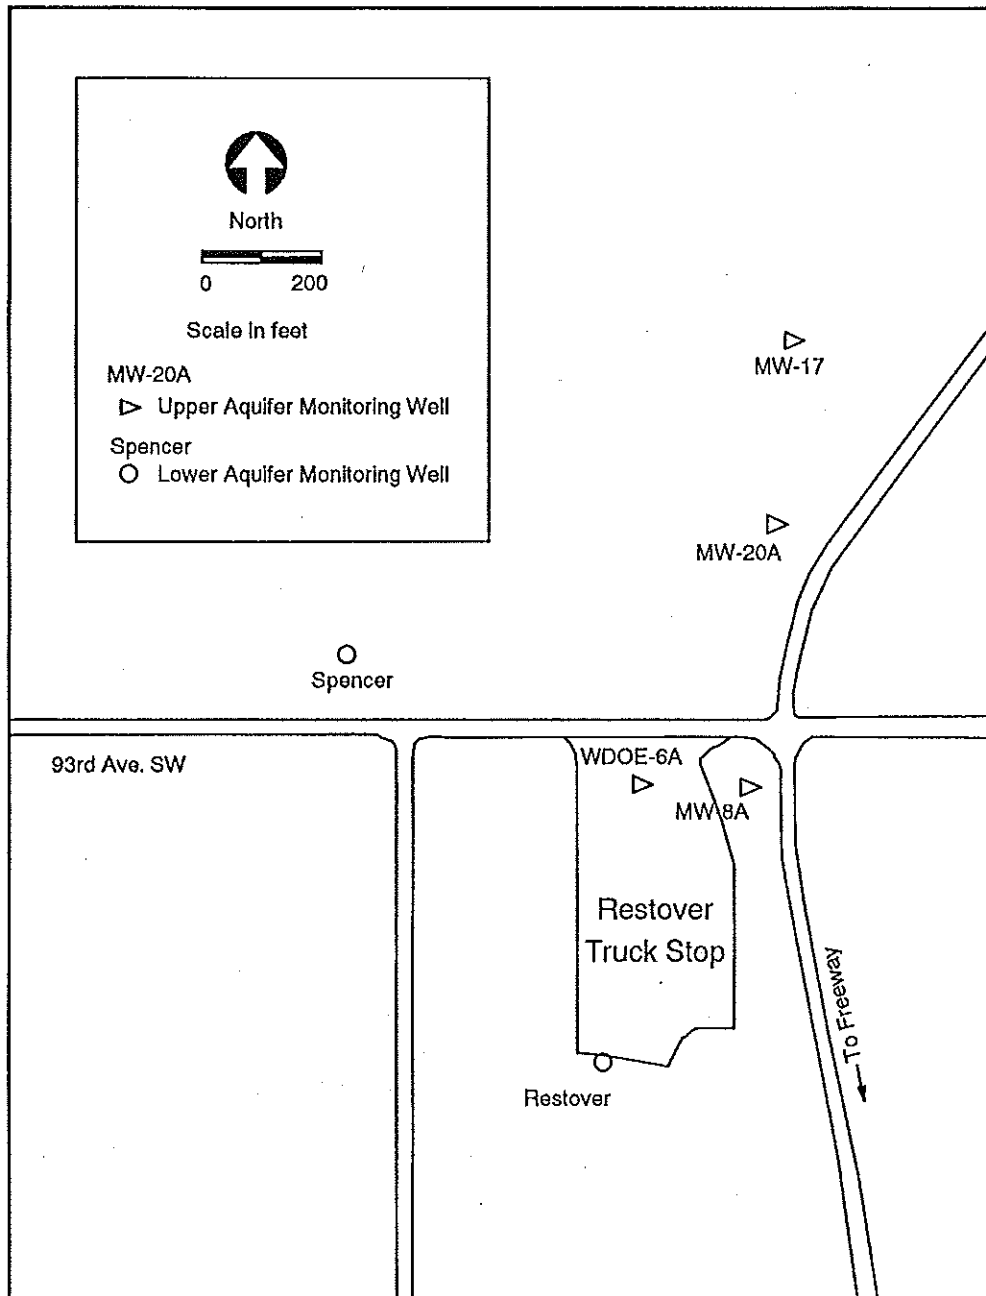 North
0 200
Scale in feet
MW-20A
Upper Aquifer Monitoring Well
Spencer
Lower Aquifer Monitoring Well
MW-17
MW-20A
Spencer
93rd Ave. SW
WDOE-6A
MW-8A
Restover
Truck Stop
To Freeway
Restover